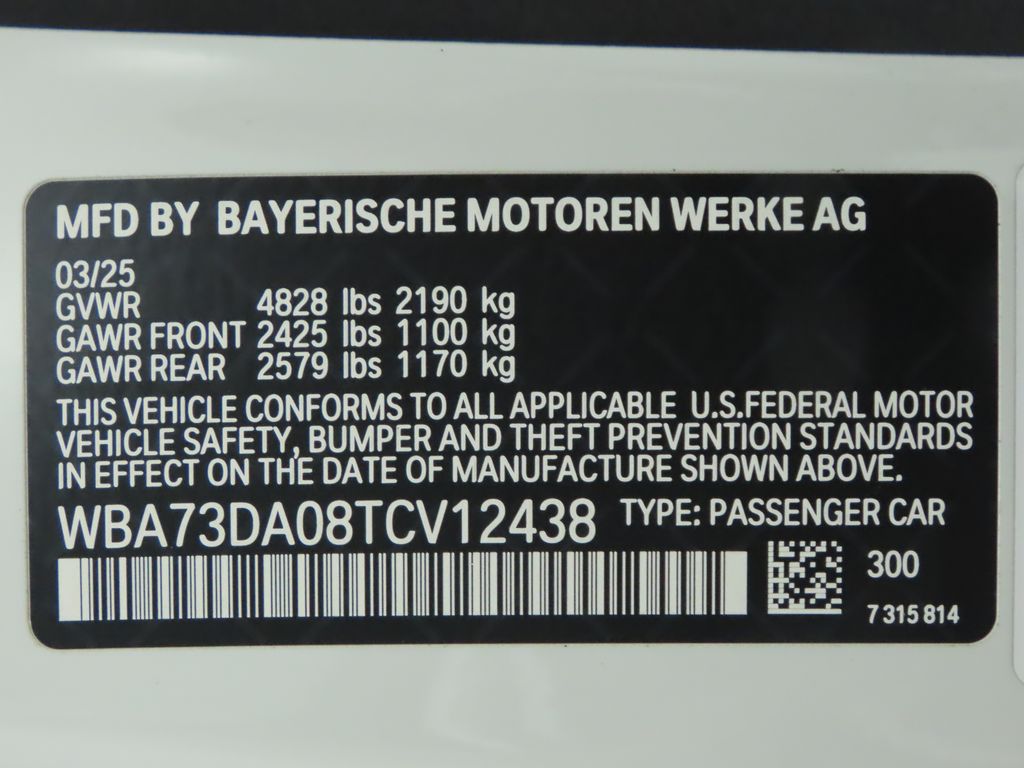 MFD BY BAYERISCHE MOTOREN WERKE AG
03/25
GVWR 4828 lbs 2190 kg
GAWR FRONT 2425 lbs 1100 kg
GAWR REAR 2579 lbs 1170 kg
THIS VEHICLE CONFORMS TO ALL APPLICABLE U.S.FEDERAL MOTOR
VEHICLE SAFETY, BUMPER AND THEFT PREVENTION STANDARDS
IN EFFECT ON THE DATE OF MANUFACTURE SHOWN ABOVE.
WBA73DA08TCV12438 TYPE: PASSENGER CAR
300
7 315 814